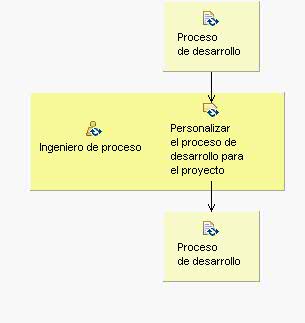 Proceso
de desarrollo
Ingeniero de proceso
Personalizar
el proceso de
desarrollo para
el proyecto
Proceso
de desarrollo